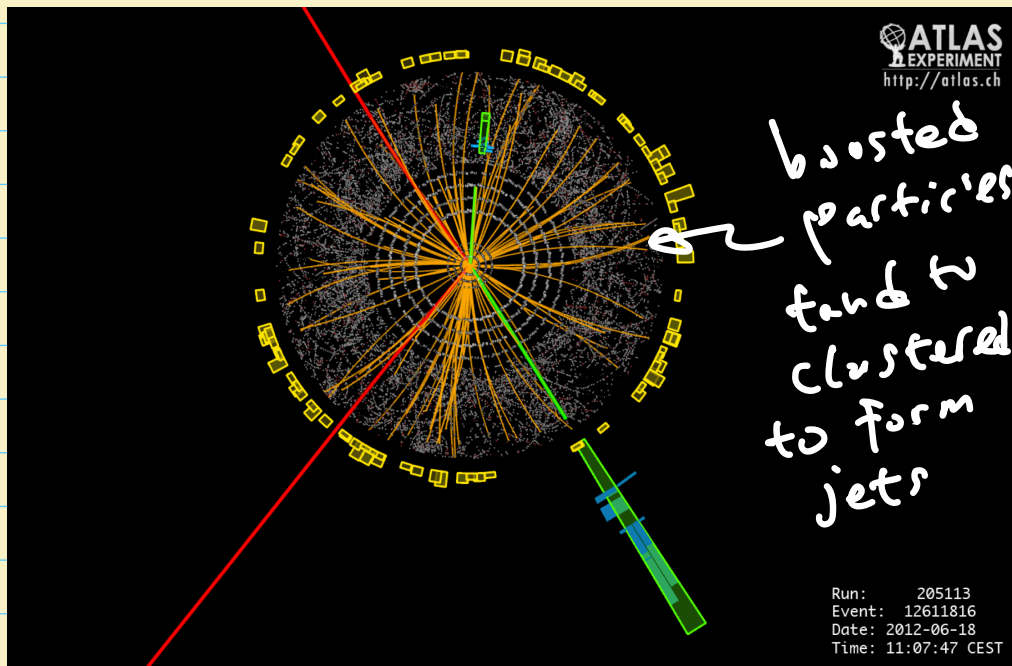 ATLAS
EXPERIMENT
http://atlas.ch
boosted
particles
tend to
clustered
to form
jets
Run: 205113
Event: 12611816
Date: 2012-06-18
Time: 11:07:47 CEST